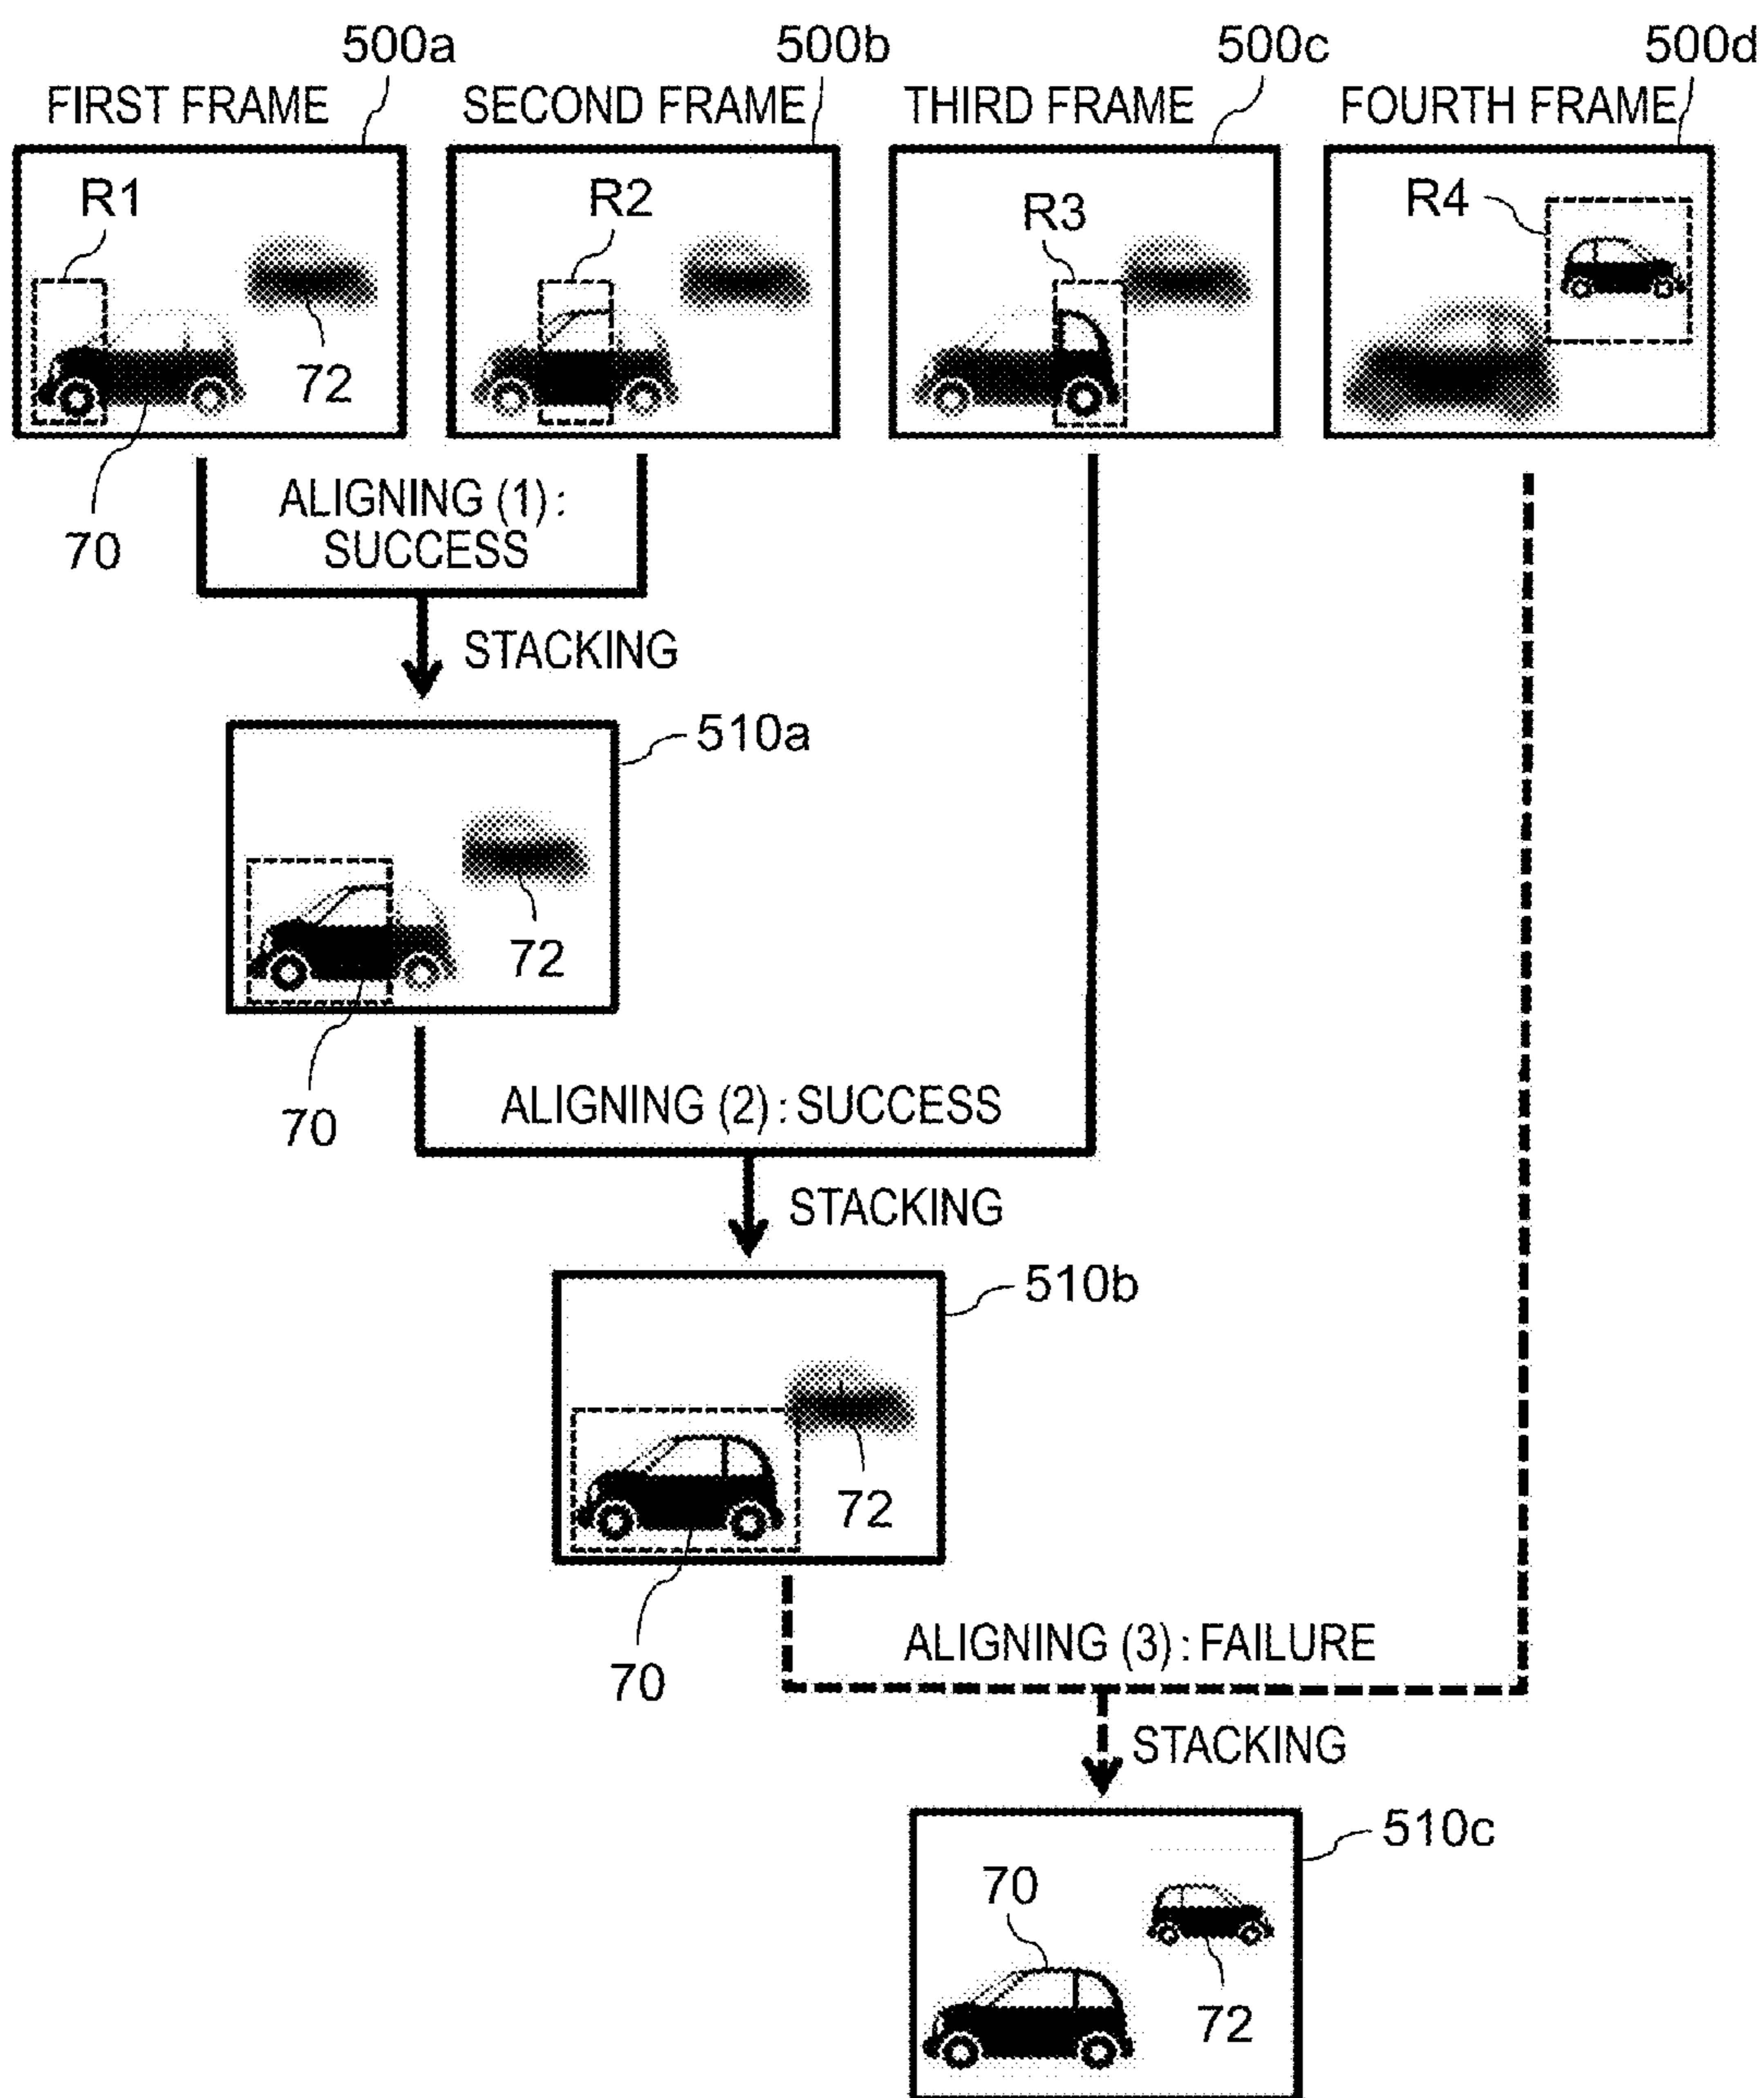 500a
500b
500c
500d
FIRST FRAME
SECOND FRAME
THIRD FRAME
FOURTH FRAME
R1
R2
R3
R4
72
70
ALIGNING (1):
SUCCESS
STACKING
510a
72
70
ALIGNING (2): SUCCESS
STACKING
510b
72
70
ALIGNING (3): FAILURE
STACKING
510c
70
72